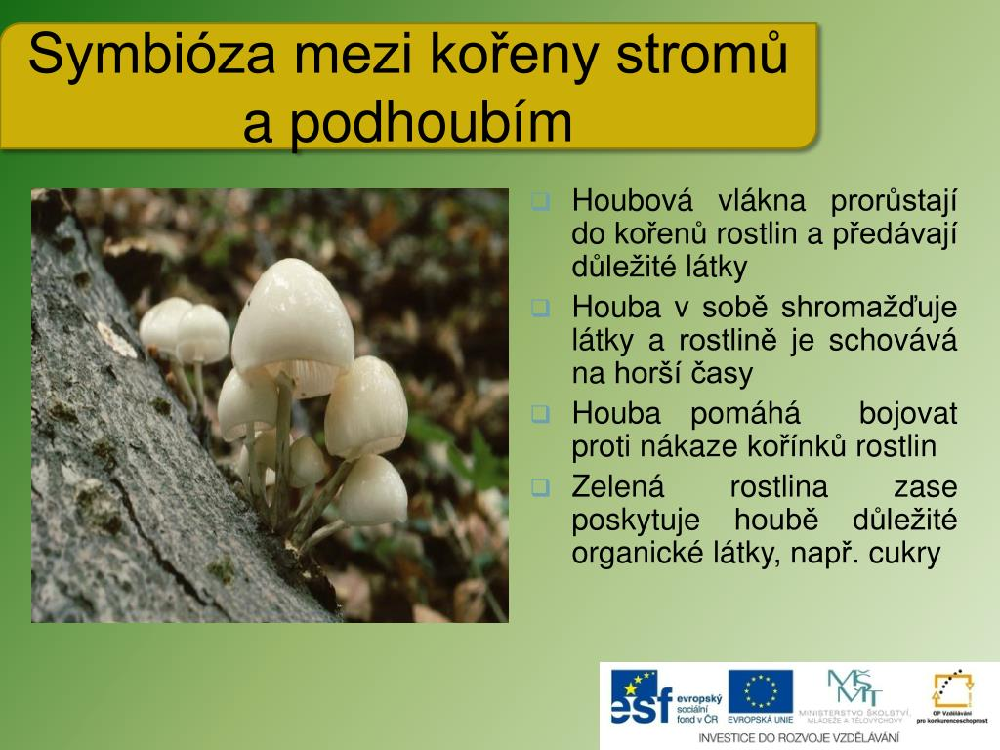 Symbióza mezi kořeny stromů
a podhoubím
Houbová vlákna prorůstají
do kořenů rostlin a předávají
důležité látky
Houba v sobě shromažďuje
látky a rostlině je schovává
na horší časy
Houba pomáhá bojovat
proti nákaze kořínků rostlin
Zelená rostlina zase
poskytuje houbě důležité
organické látky, např. cukry
esf evropský
sociální
fond v ČR
EVROPSKÁ UNIE
MŠMT
MINISTERSTVO ŠKOLSTVÍ,
MLÁDEŽE A TĚLOVÝCHOVY
OP Vzdělávání
pro konkurenceschopnost
INVESTICE DO ROZVOJE VZDĚLÁVÁNÍ